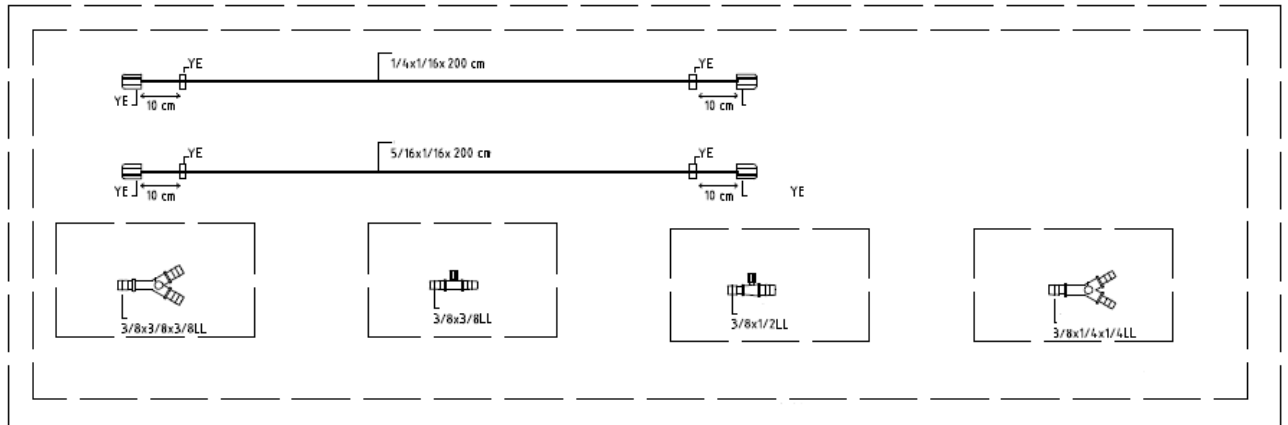 1/4x1/16x 200 cm
YE YE
YE 10 cm 10 cm
5/16x1/16x 200 cm
YE YE
YE 10 cm 10 cm YE
3/8x3/8x3/8LL
3/8x3/8LL
3/8x1/2LL
3/8x1/4x1/4LL